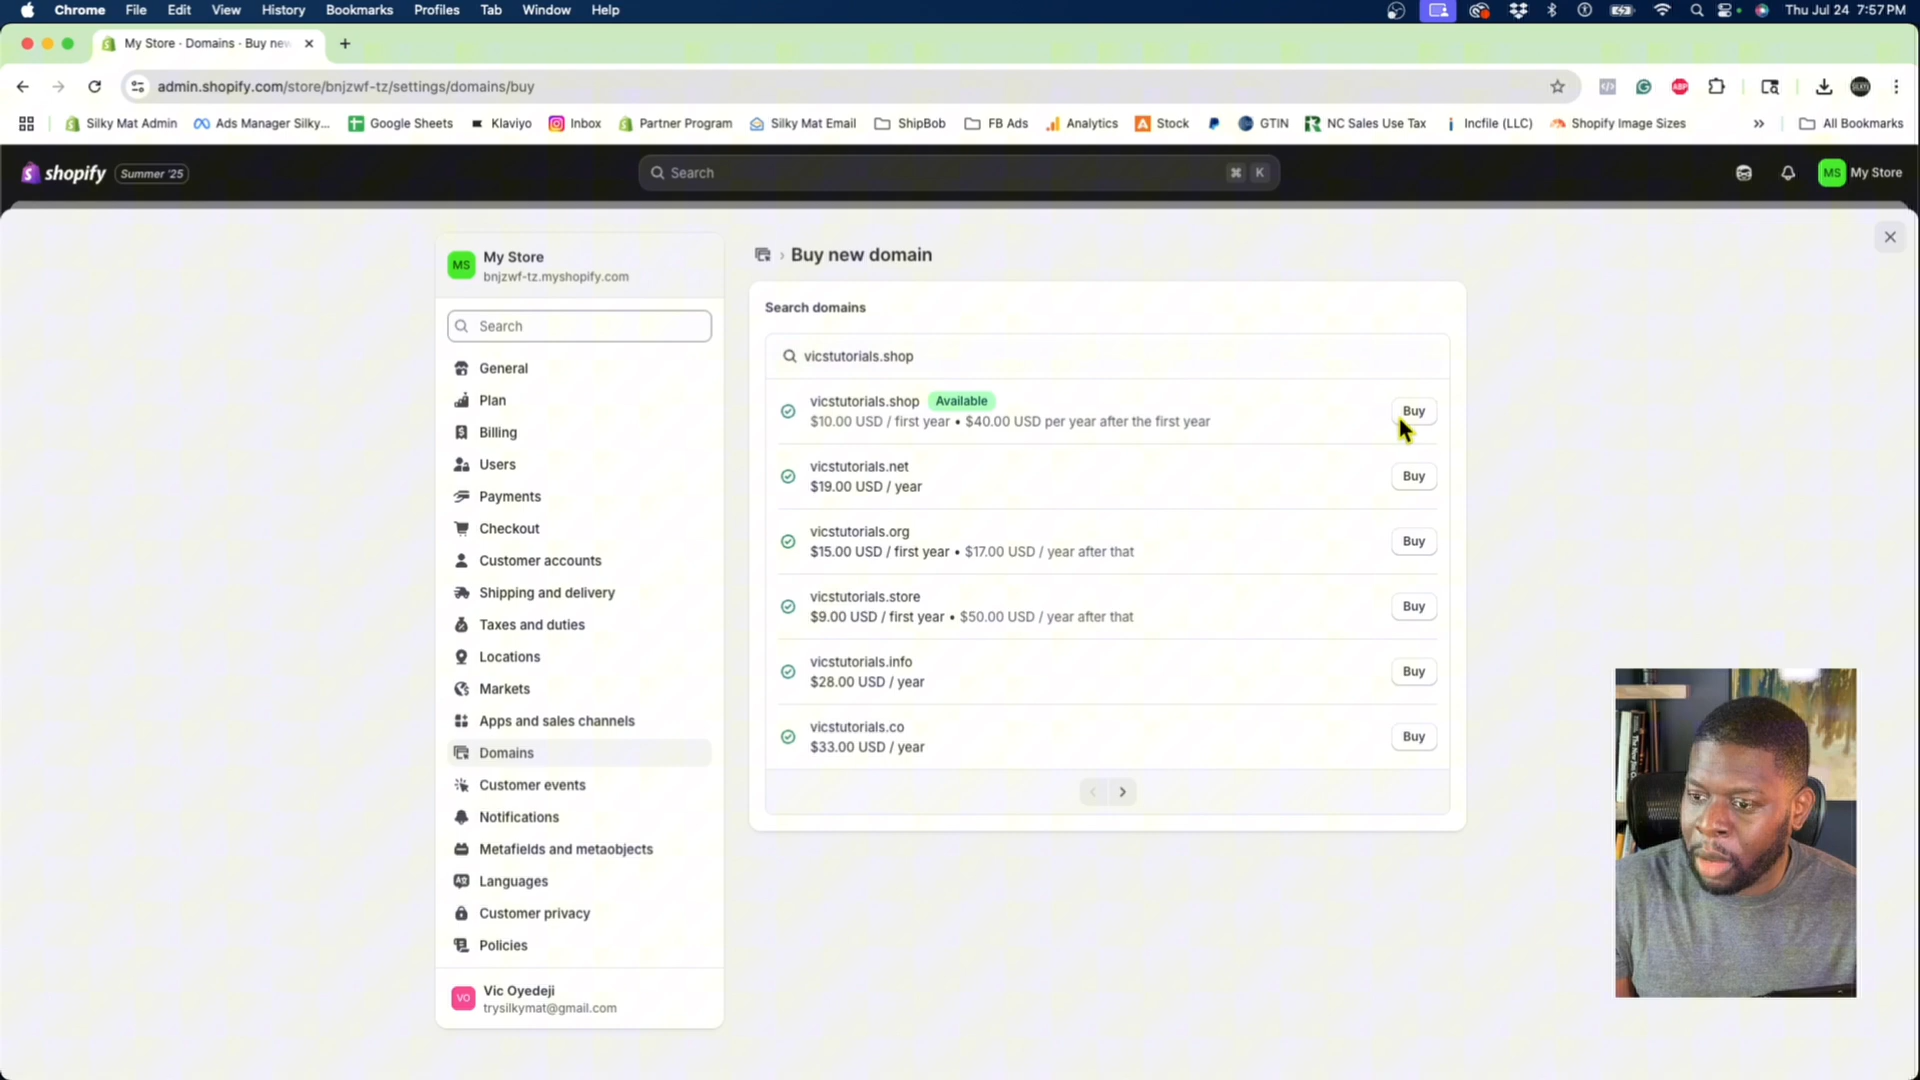 Chrome File Edit View History Bookmarks Profiles Tab Window Help Thu Jul 24 7:57 PM
My Store · Domains · Buy new
admin.shopify.com/store/bnjzwf-tz/settings/domains/buy
Silky Mat Admin Ads Manager Silky... Google Sheets Klaviyo Inbox Partner Program Silky Mat Email ShipBob FB Ads Analytics Stock GTIN NC Sales Use Tax Incfile (LLC) Shopify Image Sizes » All Bookmarks
shopify Summer '25 Search ⌘ K MS My Store
MS My Store
bnjzwf-tz.myshopify.com
Search
General
Plan
Billing
Users
Payments
Checkout
Customer accounts
Shipping and delivery
Taxes and duties
Locations
Markets
Apps and sales channels
Domains
Customer events
Notifications
Metafields and metaobjects
Languages
Customer privacy
Policies
VO Vic Oyedeji
trysilkymat@gmail.com
› Buy new domain
Search domains
vicstutorials.shop
vicstutorials.shop Available
$10.00 USD / first year • $40.00 USD per year after the first year
Buy
vicstutorials.net
$19.00 USD / year
Buy
vicstutorials.org
$15.00 USD / first year • $17.00 USD / year after that
Buy
vicstutorials.store
$9.00 USD / first year • $50.00 USD / year after that
Buy
vicstutorials.info
$28.00 USD / year
Buy
vicstutorials.co
$33.00 USD / year
Buy